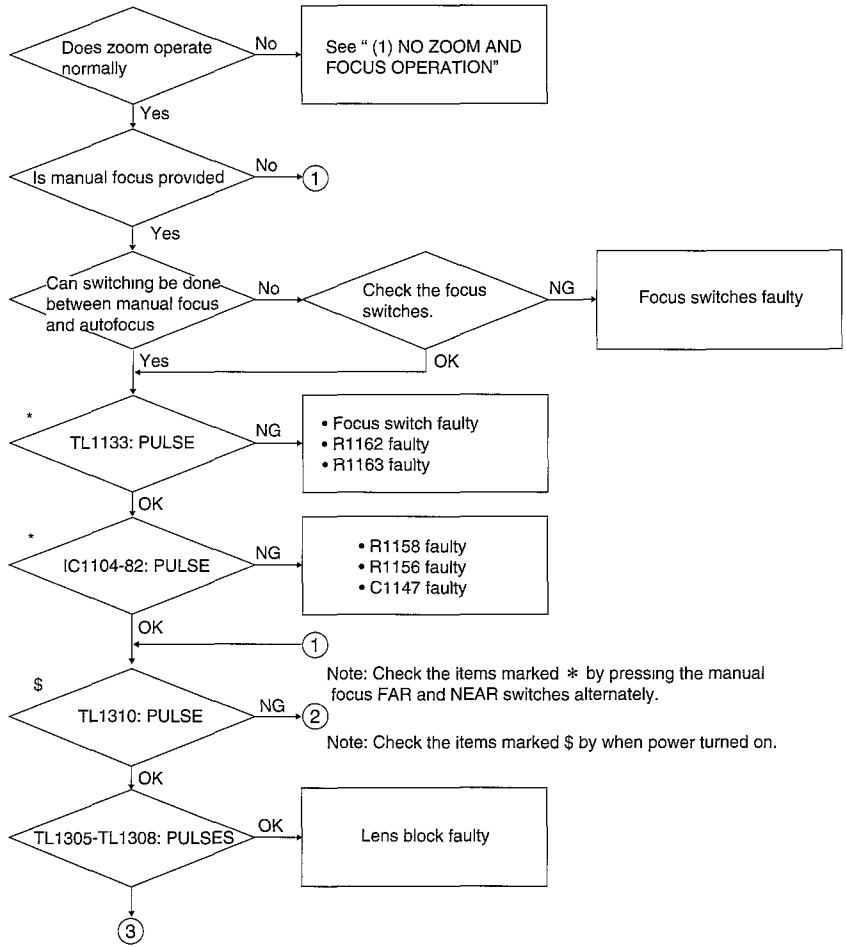 Does zoom operate
normally
No
See “ (1) NO ZOOM AND
FOCUS OPERATION”
Yes
Is manual focus provided
No
1
Yes
Can switching be done
between manual focus
and autofocus
No
Check the focus
switches.
NG
Focus switches faulty
Yes
OK
*
TL1133: PULSE
NG
• Focus switch faulty
• R1162 faulty
• R1163 faulty
OK
*
IC1104-82: PULSE
NG
• R1158 faulty
• R1156 faulty
• C1147 faulty
OK
1
Note: Check the items marked * by pressing the manual
focus FAR and NEAR switches alternately.
$
TL1310: PULSE
NG
2
Note: Check the items marked $ by when power turned on.
OK
TL1305-TL1308: PULSES
OK
Lens block faulty
3